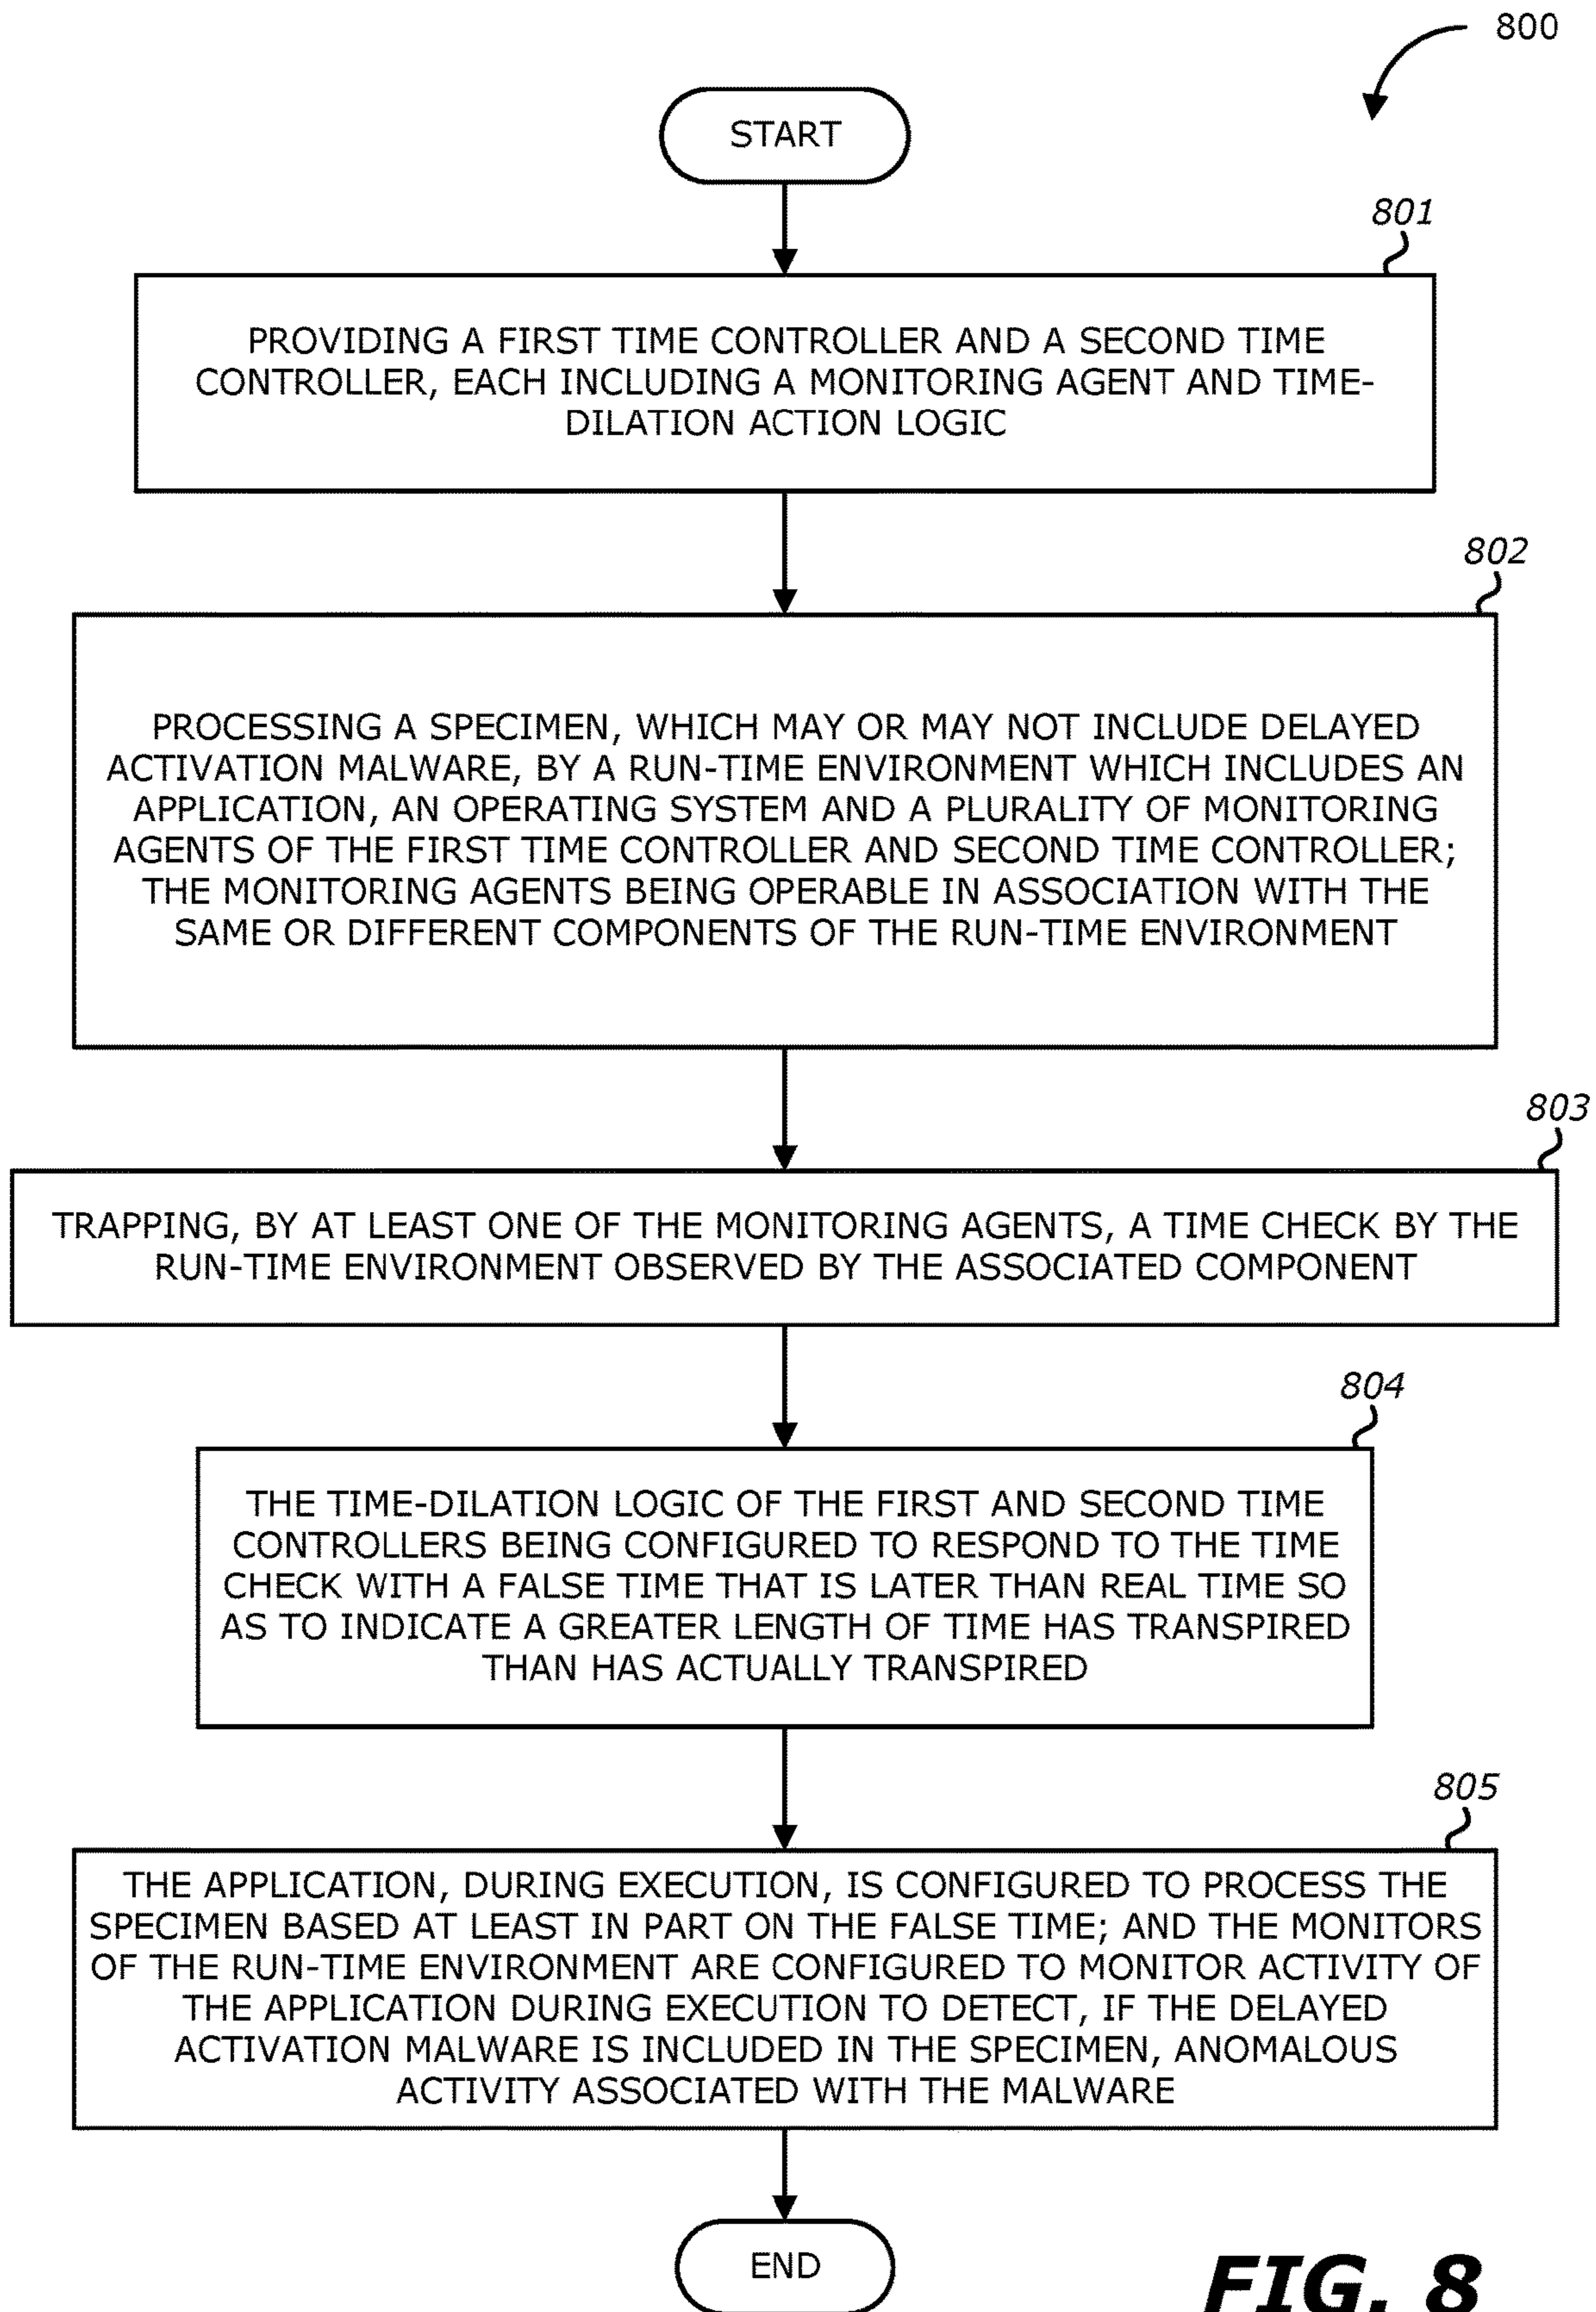 800
START
801
PROVIDING A FIRST TIME CONTROLLER AND A SECOND TIME
CONTROLLER, EACH INCLUDING A MONITORING AGENT AND TIME-
DILATION ACTION LOGIC
802
PROCESSING A SPECIMEN, WHICH MAY OR MAY NOT INCLUDE DELAYED
ACTIVATION MALWARE, BY A RUN-TIME ENVIRONMENT WHICH INCLUDES AN
APPLICATION, AN OPERATING SYSTEM AND A PLURALITY OF MONITORING
AGENTS OF THE FIRST TIME CONTROLLER AND SECOND TIME CONTROLLER;
THE MONITORING AGENTS BEING OPERABLE IN ASSOCIATION WITH THE
SAME OR DIFFERENT COMPONENTS OF THE RUN-TIME ENVIRONMENT
803
TRAPPING, BY AT LEAST ONE OF THE MONITORING AGENTS, A TIME CHECK BY THE
RUN-TIME ENVIRONMENT OBSERVED BY THE ASSOCIATED COMPONENT
804
THE TIME-DILATION LOGIC OF THE FIRST AND SECOND TIME
CONTROLLERS BEING CONFIGURED TO RESPOND TO THE TIME
CHECK WITH A FALSE TIME THAT IS LATER THAN REAL TIME SO
AS TO INDICATE A GREATER LENGTH OF TIME HAS TRANSPIRED
THAN HAS ACTUALLY TRANSPIRED
805
THE APPLICATION, DURING EXECUTION, IS CONFIGURED TO PROCESS THE
SPECIMEN BASED AT LEAST IN PART ON THE FALSE TIME; AND THE MONITORS
OF THE RUN-TIME ENVIRONMENT ARE CONFIGURED TO MONITOR ACTIVITY OF
THE APPLICATION DURING EXECUTION TO DETECT, IF THE DELAYED
ACTIVATION MALWARE IS INCLUDED IN THE SPECIMEN, ANOMALOUS
ACTIVITY ASSOCIATED WITH THE MALWARE
END
FIG. 8